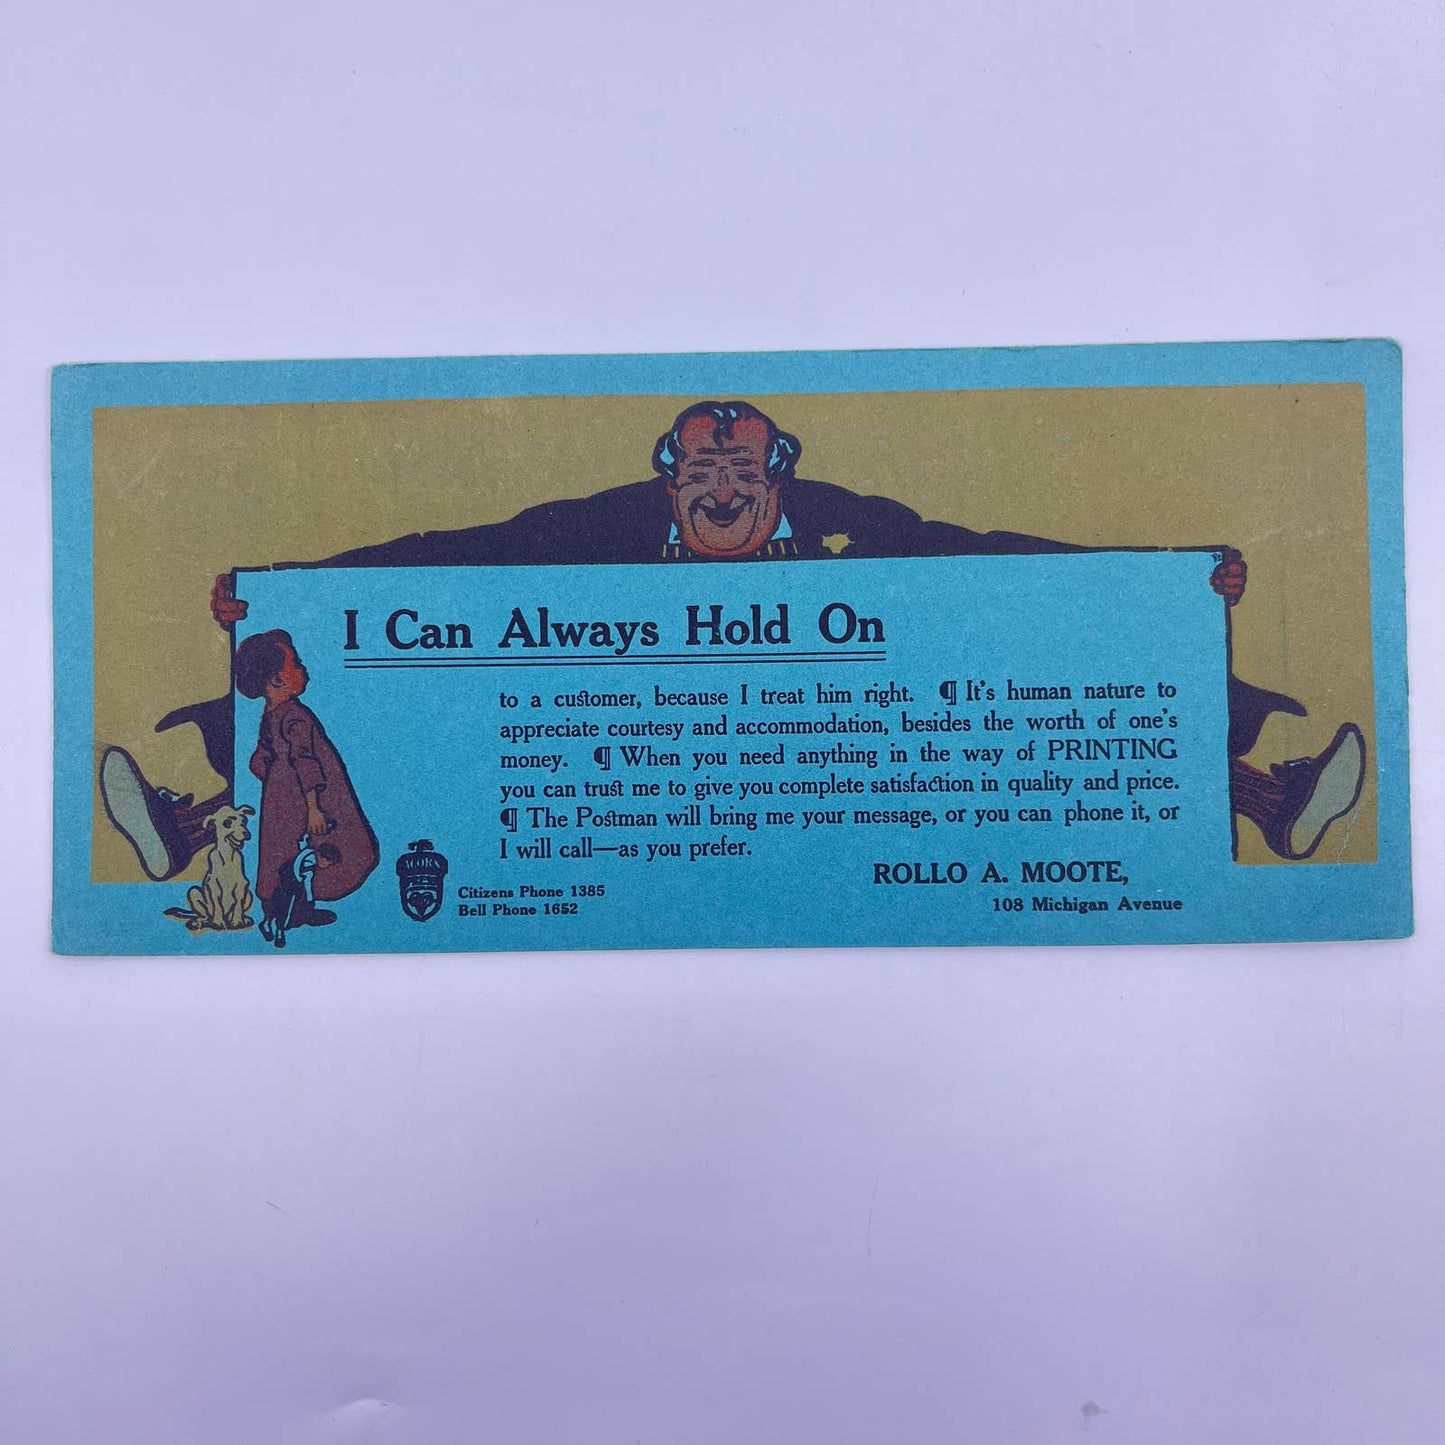 I Can Always Hold On
to a customer, because I treat him right. ¶ It's human nature to
appreciate courtesy and accommodation, besides the worth of one's
money. ¶ When you need anything in the way of PRINTING
you can trust me to give you complete satisfaction in quality and price.
¶ The Postman will bring me your message, or you can phone it, or
I will call—as you prefer.
ACORN
PRESS
Citizens Phone 1385
Bell Phone 1652
ROLLO A. MOOTE,
108 Michigan Avenue